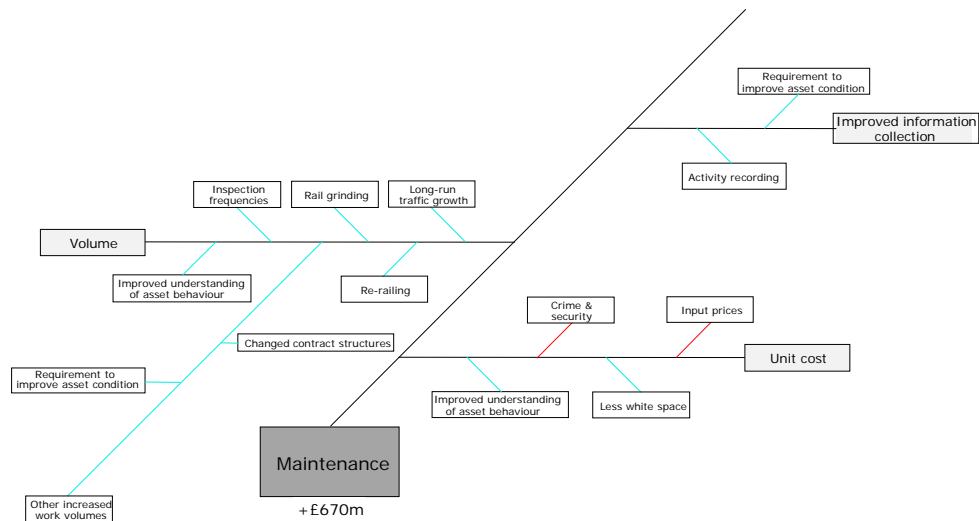 Requirement to
improve asset condition
Improved information
collection
Activity recording
Inspection
frequencies
Rail grinding
Long-run
traffic growth
Volume
Improved understanding
of asset behaviour
Re-railing
Crime &
security
Input prices
Changed contract structures
Unit cost
Requirement to
improve asset condition
Improved understanding
of asset behaviour
Less white space
Maintenance
Other increased
work volumes
+£670m